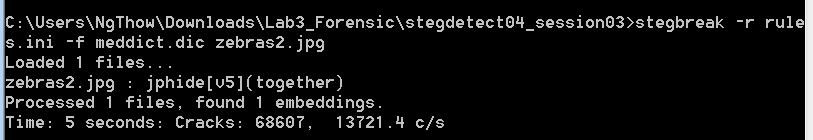 C:\Users\NgThow\Downloads\Lab3_Forensic\stegdetect04_session03>stegbreak -r rule
s.ini -f meddict.dic zebras2.jpg
Loaded 1 files...
zebras2.jpg : jphide[v5](together)
Processed 1 files, found 1 embeddings.
Time: 5 seconds: Cracks: 68607,  13721.4 c/s